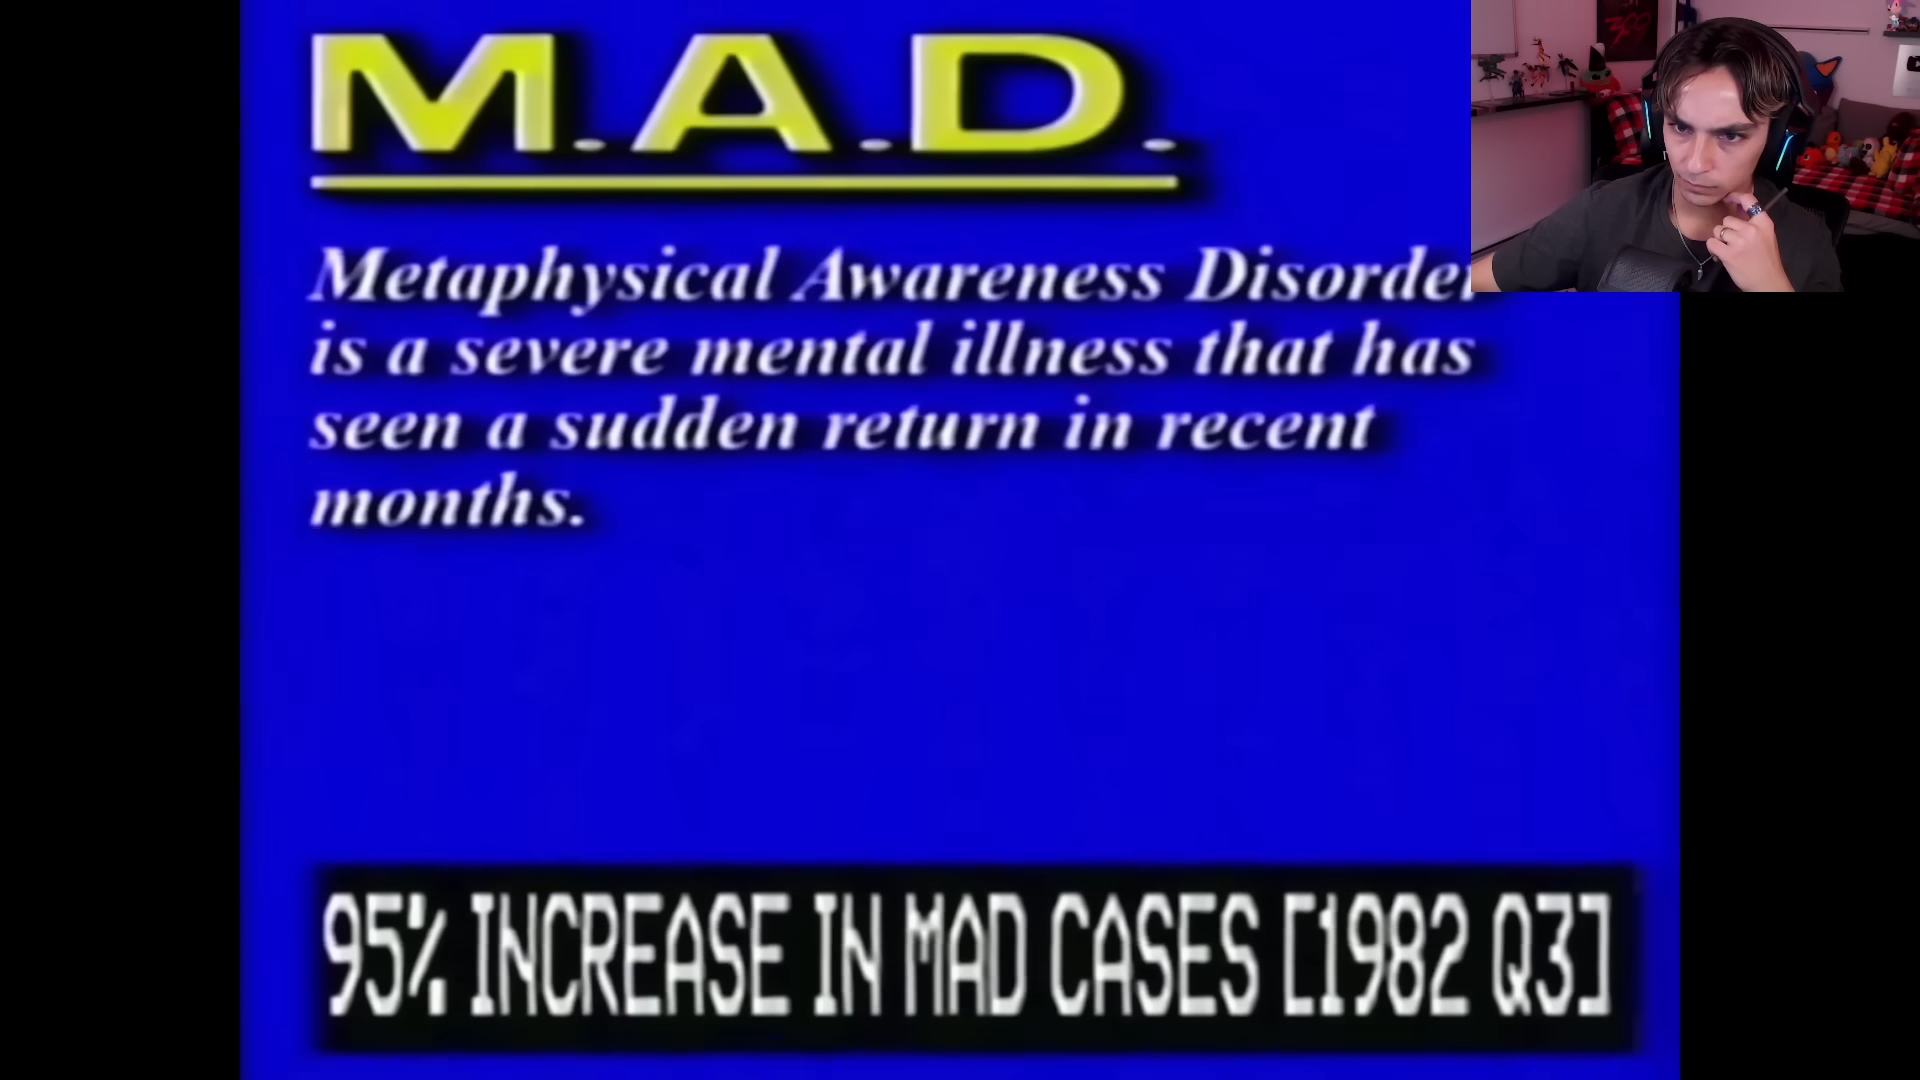 M.A.D.
Metaphysical Awareness Disorder
is a severe mental illness that has
seen a sudden return in recent
months.
95% INCREASE IN MAD CASES [1982 Q3]